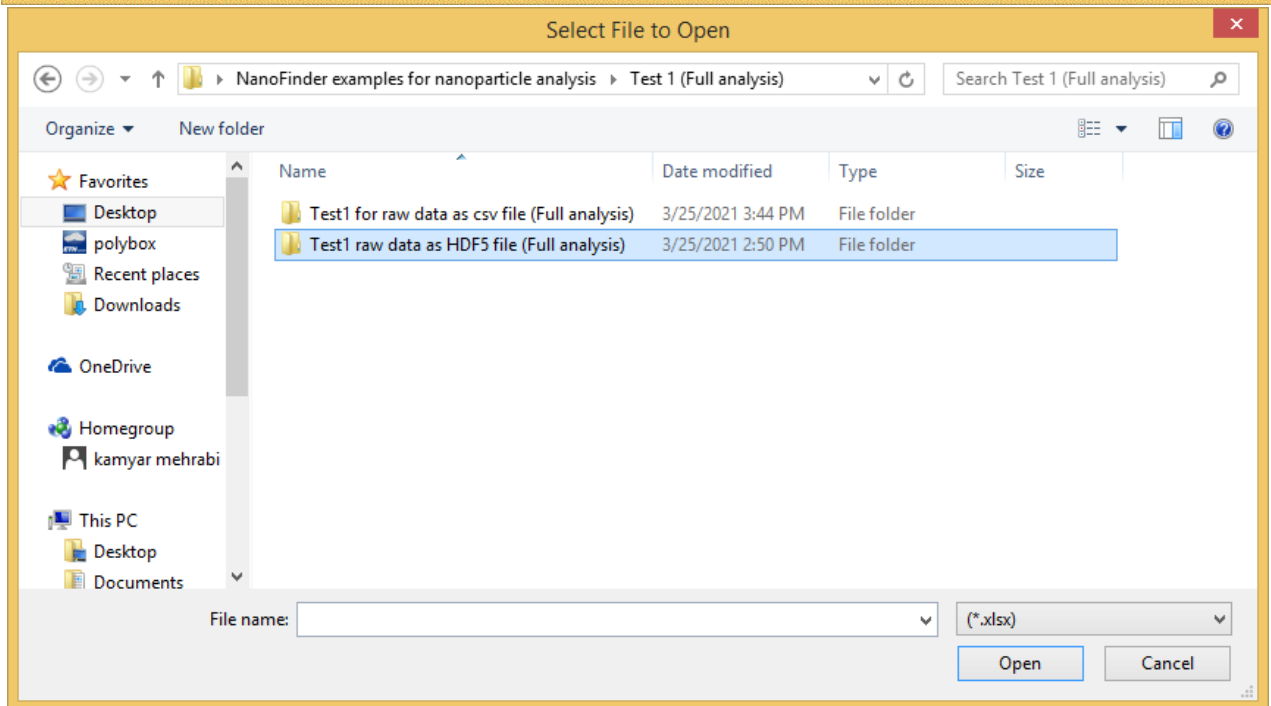 Select File to Open
NanoFinder examples for nanoparticle analysis Test 1 (Full analysis) Search Test 1 (Full analysis)
Organize New folder
Name Date modified Type Size
Favorites
Desktop Test1 for raw data as csv file (Full analysis) 3/25/2021 3:44 PM File folder
polybox Test1 raw data as HDF5 file (Full analysis) 3/25/2021 2:50 PM File folder
Recent places
Downloads
OneDrive
Homegroup
kamyar mehrabi
This PC
Desktop
Documents
File name: (*.xlsx)
Open Cancel